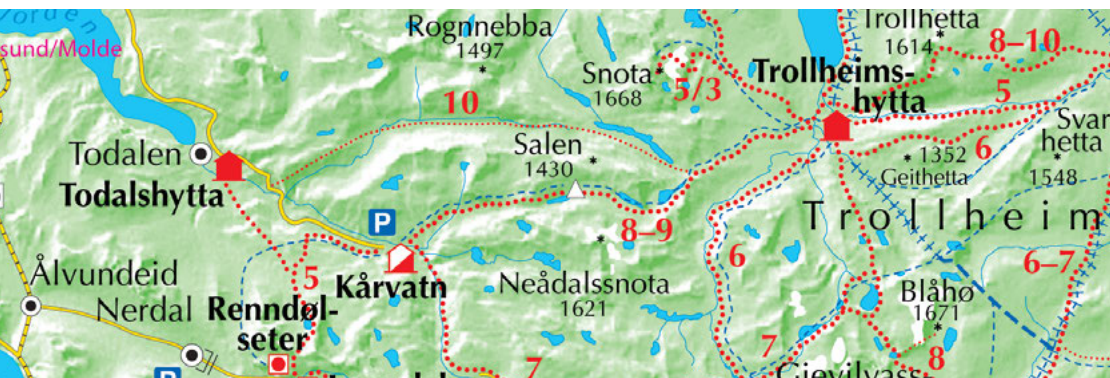 orden
sund/Molde
Rognnebba
1497
10
Snota
1668
5/3
Trollhetta
1614
8–10
Trollheims-
hytta
5
Svar
hetta
1548
6
1352
Geithetta
Todalen
Todalshytta
Salen
1430
8–9
Trollheim
P
5
Kårvatn
Neådalssnota
1621
6
6–7
Ålvundeid
Nerdal
Renndøl-
seter
Blåhø
1671
7
7
8
P